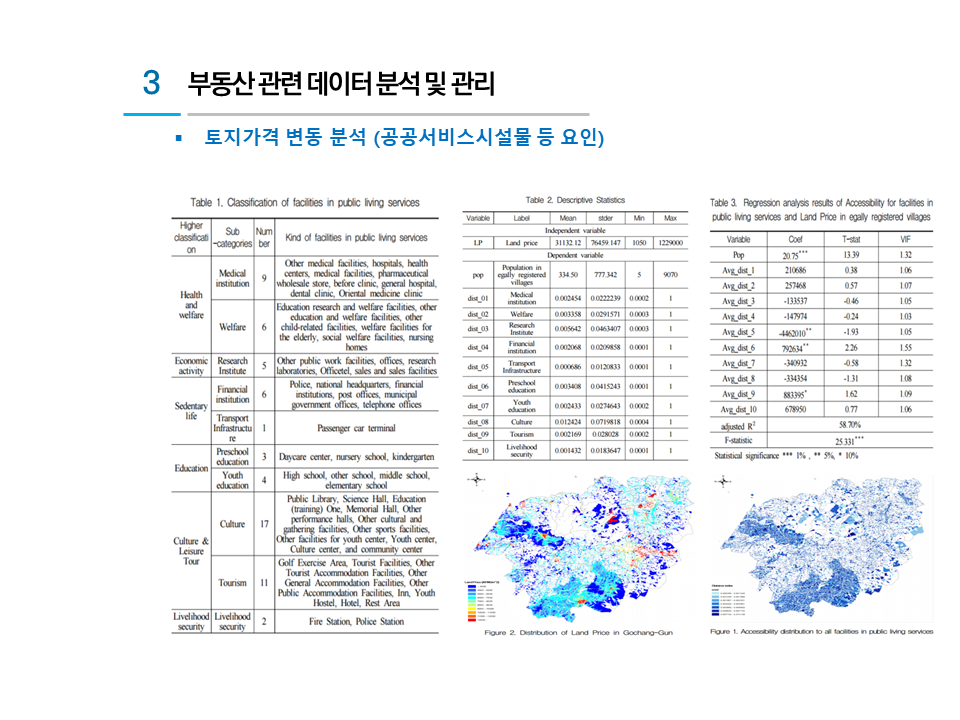 3 부동산 관련 데이터 분석 및 관리
▪ 토지가격 변동 분석 (공공서비스시설물 등 요인)
Table 1. Classification of facilities in public living services
Higher classificati on | Sub -categories | Num ber | Kind of facilities in public living services
Health and welfare | Medical institution | 9 | Other medical facilities, hospitals, health centers, medical facilities, pharmaceutical wholesale store, before clinic, general hospital, dental clinic, Oriental medicine clinic
Welfare | 6 | Education research and welfare facilities, other education and welfare facilities, other child-related facilities, welfare facilities for the elderly, social welfare facilities, nursing homes
Economic activity | Research Institute | 5 | Other public work facilities, offices, research laboratories, Officetel, sales and sales facilities
Sedentary life | Financial institution | 6 | Police, national headquarters, financial institutions, post offices, municipal government offices, telephone offices
Transport Infrastructu re | 1 | Passenger car terminal
Education | Preschool education | 3 | Daycare center, nursery school, kindergarten
Youth education | 4 | High school, other school, middle school, elementary school
Culture & Leisure Tour | Culture | 17 | Public Library, Science Hall, Education (training) One, Memorial Hall, Other performance halls, Other cultural and gathering facilities, Other sports facilities, Other facilities for youth center, Youth center, Culture center, and community center
Tourism | 11 | Golf Exercise Area, Tourist Facilities, Other Tourist Accommodation Facilities, Other General Accommodation Facilities, Other Public Accommodation Facilities, Inn, Youth Hostel, Hotel, Rest Area
Livelihood security | Livelihood security | 2 | Fire Station, Police Station
Table 2. Descriptive Statistics
Variable | Label | Mean | stder | Min | Max
Independent variable
LP | Land price | 31132.12 | 76459.147 | 1050 | 1229000
Dependent variable
pop | Population in egally registered villages | 334.50 | 777.342 | 5 | 9070
dist_01 | Medical institution | 0.002454 | 0.0222239 | 0.0002 | 1
dist_02 | Welfare | 0.003358 | 0.0291571 | 0.0003 | 1
dist_03 | Research Institute | 0.005642 | 0.0463407 | 0.0003 | 1
dist_04 | Financial institution | 0.002068 | 0.0209858 | 0.0001 | 1
dist_05 | Transport Infrastructure | 0.000686 | 0.0120833 | 0.0001 | 1
dist_06 | Preschool education | 0.003408 | 0.0415243 | 0.0001 | 1
dist_07 | Youth education | 0.002433 | 0.0274643 | 0.0002 | 1
dist_08 | Culture | 0.012424 | 0.0719818 | 0.0004 | 1
dist_09 | Tourism | 0.002169 | 0.028028 | 0.0002 | 1
dist_10 | Livelihood security | 0.001432 | 0.0183647 | 0.0001 | 1
Figure 2. Distribution of Land Price in Gochang-Gun
Table 3. Regression analysis results of Accessibility for facilities in
public living services and Land Price in egally registered villages
Variable | Coef | T-stat | VIF
Pop | 20.75*** | 13.39 | 1.32
Avg_dist_1 | 210686 | 0.38 | 1.06
Avg_dist_2 | 257468 | 0.57 | 1.07
Avg_dist_3 | -133537 | -0.46 | 1.05
Avg_dist_4 | -147974 | -0.24 | 1.03
Avg_dist_5 | -4462010** | -1.93 | 1.05
Avg_dist_6 | 792634** | 2.26 | 1.55
Avg_dist_7 | -340932 | -0.58 | 1.32
Avg_dist_8 | -334354 | -1.31 | 1.08
Avg_dist_9 | 883395* | 1.62 | 1.09
Avg_dist_10 | 678950 | 0.77 | 1.06
adjusted R² | 58.70%
F-statistic | 25.331***
Statistical significance *** 1% , ** 5%, * 10%
Figure 1. Accessibility distribution to all facilities in public living services